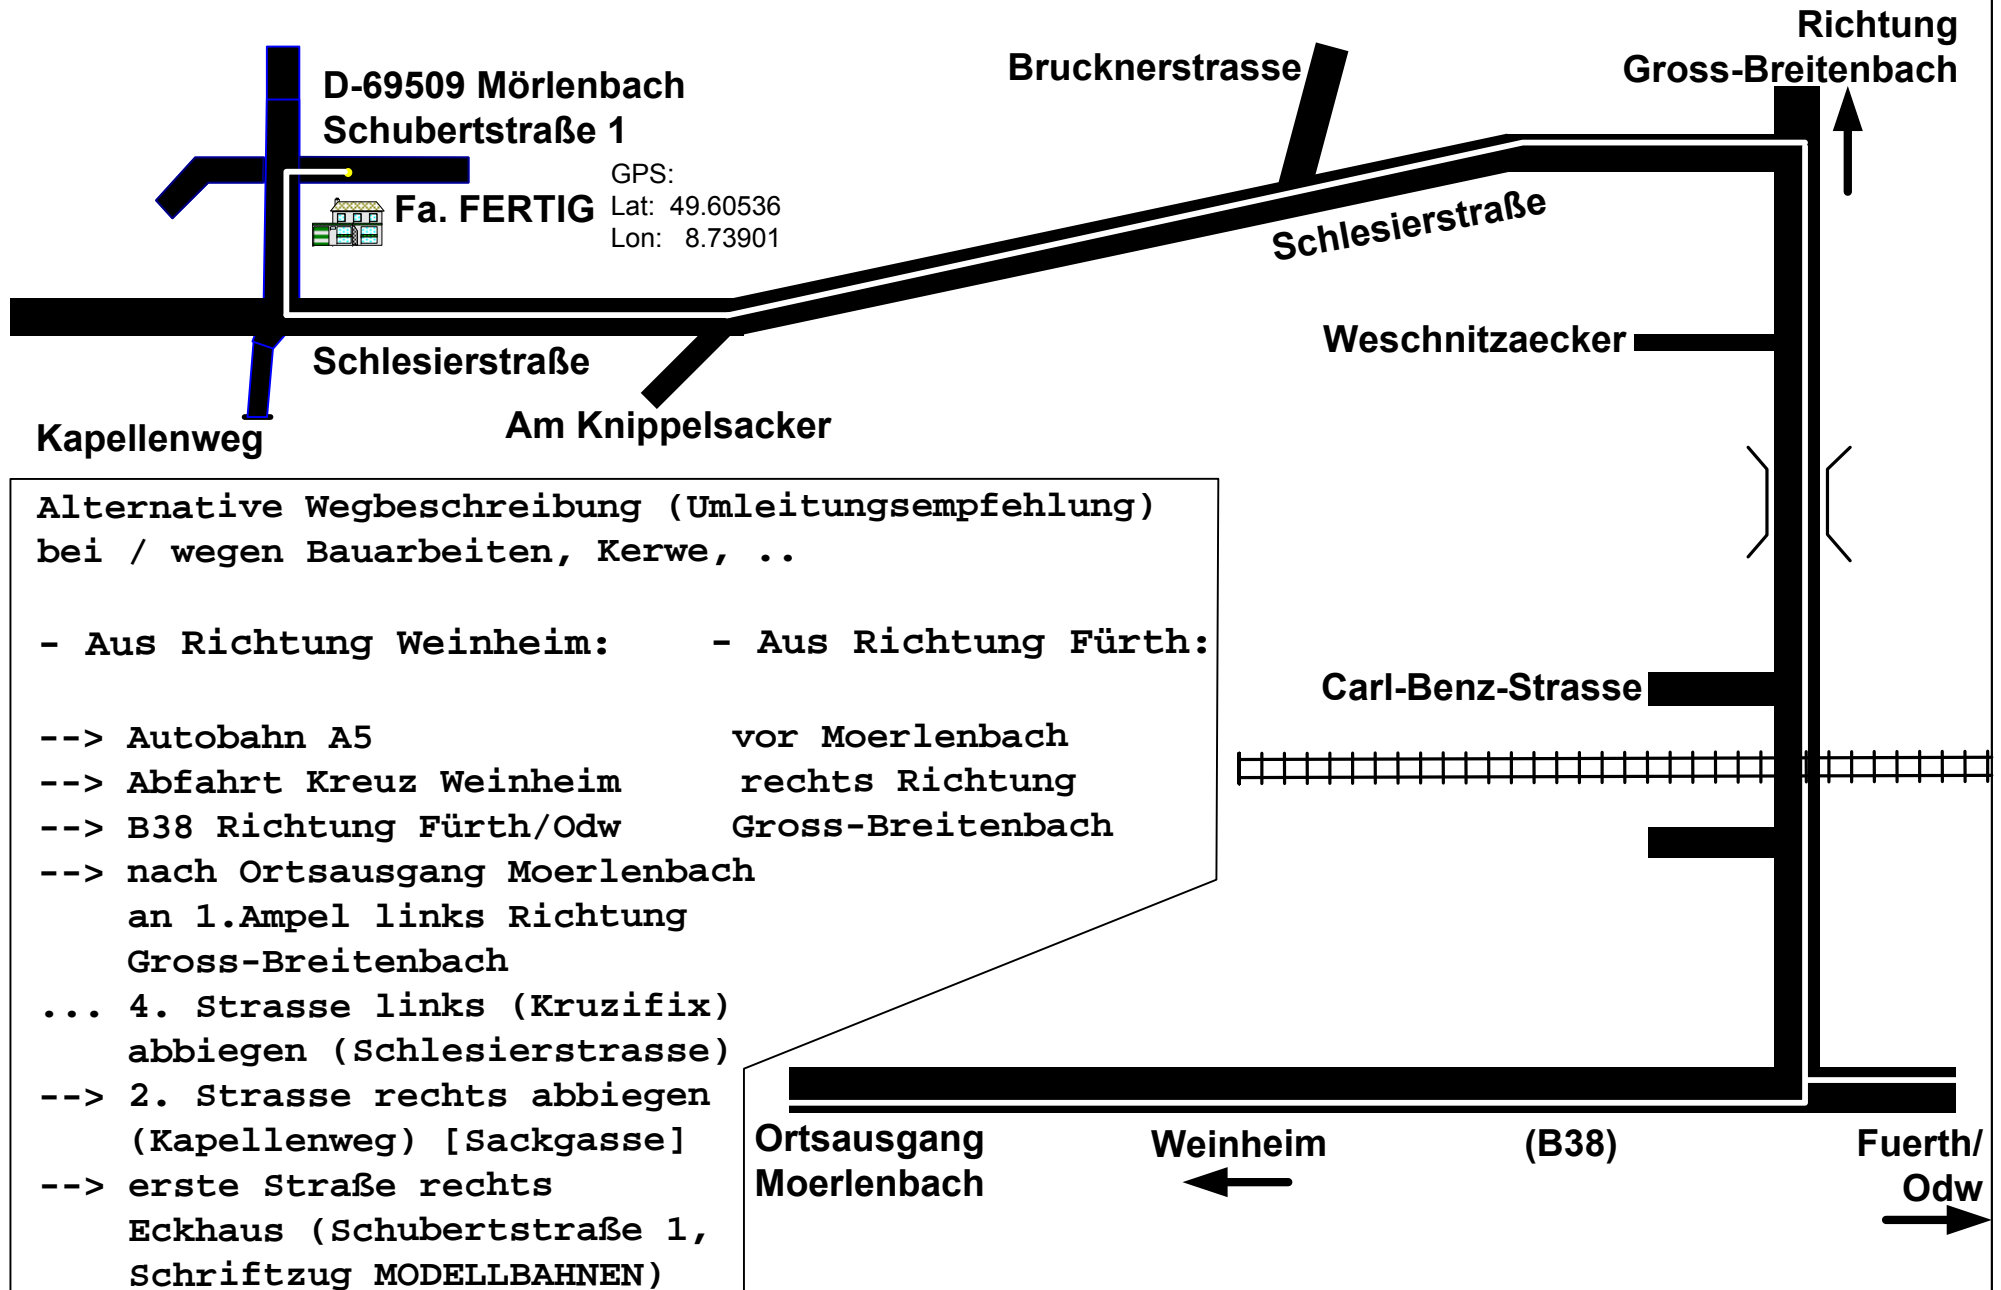 Richtung
Gross-Breitenbach
Brucknerstrasse
D-69509 Mörlenbach
Schubertstraße 1
GPS:
Lat: 49.60536
Lon: 8.73901
Fa. FERTIG
Schlesierstraße
Weschnitzaecker
Schlesierstraße
Am Knippelsacker
Kapellenweg
Alternative Wegbeschreibung (Umleitungsempfehlung)
bei / wegen Bauarbeiten, Kerwe, ..
- Aus Richtung Weinheim:
--> Autobahn A5
--> Abfahrt Kreuz Weinheim
--> B38 Richtung Fürth/Odw
--> nach Ortsausgang Moerlenbach
an 1.Ampel links Richtung
Gross-Breitenbach
... 4. Strasse links (Kruzifix)
abbiegen (Schlesierstrasse)
--> 2. Strasse rechts abbiegen
(Kapellenweg) [Sackgasse]
--> erste Straße rechts
Eckhaus (Schubertstraße 1,
Schriftzug MODELLBAHNEN)
- Aus Richtung Fürth:
vor Moerlenbach
rechts Richtung
Gross-Breitenbach
Carl-Benz-Strasse
Ortsausgang
Moerlenbach
Weinheim
(B38)
Fuerth/
Odw